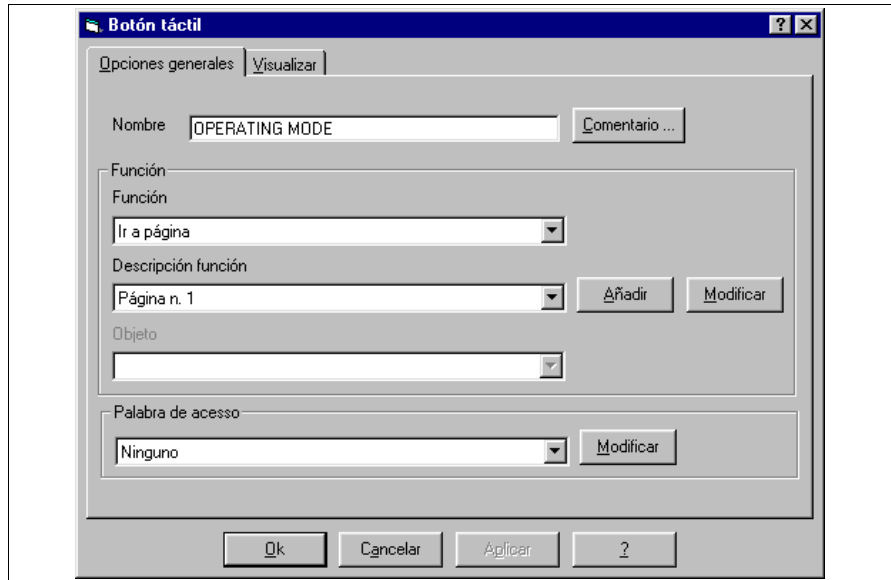 Botón táctil
Opciones generales Visualizar
Nombre OPERATING MODE Comentario ...
Función
Función
Ir a página
Descripción función
Página n. 1 Añadir Modificar
Objeto
Palabra de acesso
Ninguno Modificar
Ok Cancelar Aplicar ?